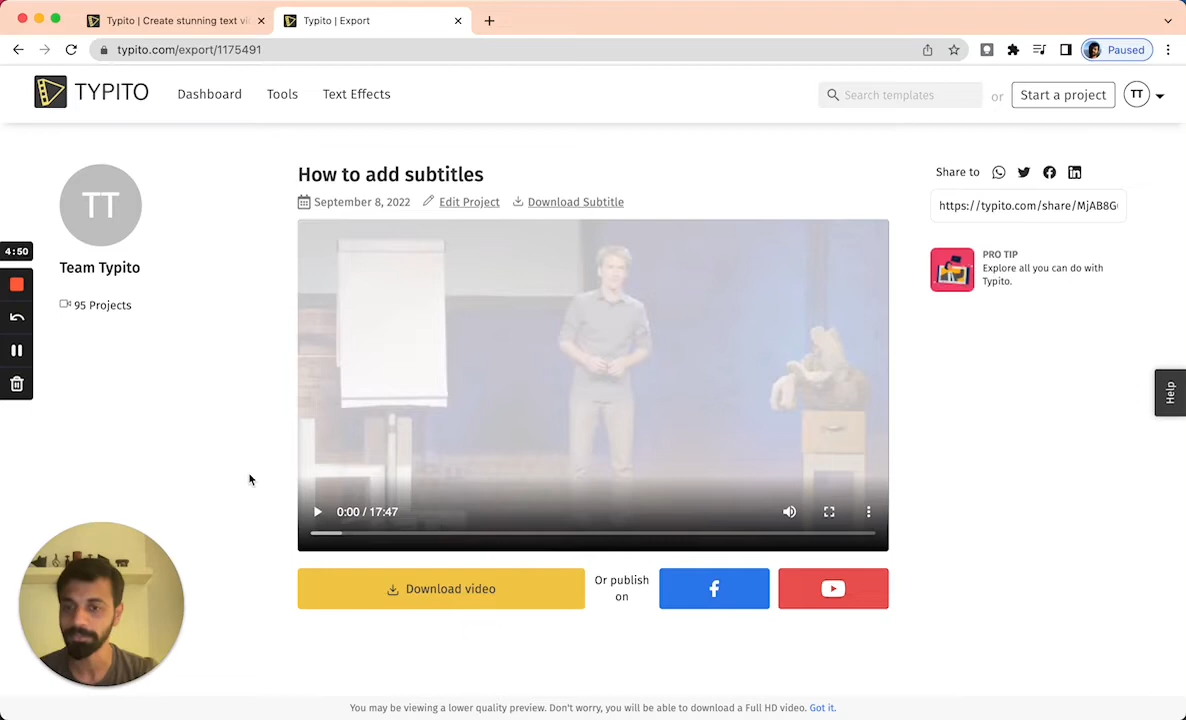 Typito | Create stunning text vi
Typito | Export
typito.com/export/1175491
Paused
TYPITO
Dashboard
Tools
Text Effects
Search templates
or
Start a project
TT
TT
Team Typito
95 Projects
4:50
How to add subtitles
September 8, 2022
Edit Project
Download Subtitle
0:00 / 17:47
Download video
Or publish
on
Share to
https://typito.com/share/MjAB8G
PRO TIP
Explore all you can do with
Typito.
Help
You may be viewing a lower quality preview. Don't worry, you will be able to download a Full HD video. Got it.